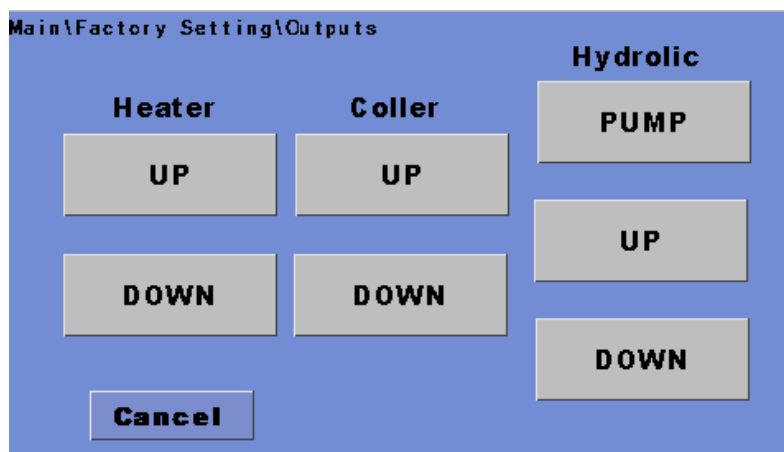 Main\Factory Setting\Outputs
Heater
UP
DOWN
Coller
UP
DOWN
Hydrolic
PUMP
UP
DOWN
Cancel